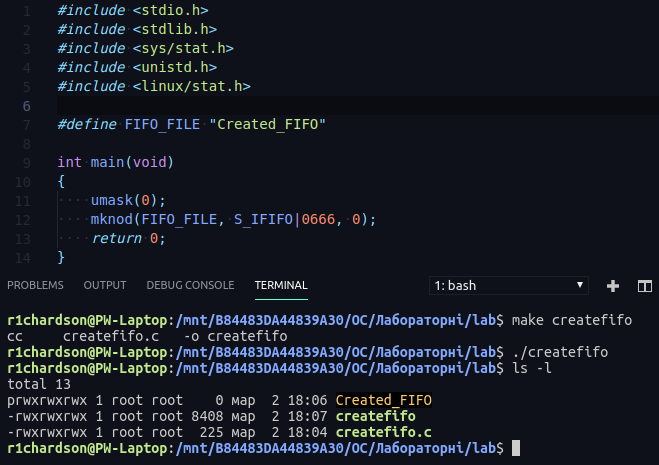 1 #include <stdio.h>
2 #include <stdlib.h>
3 #include <sys/stat.h>
4 #include <unistd.h>
5 #include <linux/stat.h>
6
7 #define FIFO_FILE "Created_FIFO"
8
9 int main(void)
10 {
11 umask(0);
12 mknod(FIFO_FILE, S_IFIFO|0666, 0);
13 return 0;
14 }
PROBLEMS OUTPUT DEBUG CONSOLE TERMINAL 1: bash
r1chardson@PW-Laptop:/mnt/B84483DA44839A30/ОС/Лабораторні/lab$ make createfifo
cc     createfifo.c   -o createfifo
r1chardson@PW-Laptop:/mnt/B84483DA44839A30/ОС/Лабораторні/lab$ ./createfifo
r1chardson@PW-Laptop:/mnt/B84483DA44839A30/ОС/Лабораторні/lab$ ls -l
total 13
prwxrwxrwx 1 root root    0 мар  2 18:06 Created_FIFO
-rwxrwxrwx 1 root root 8408 мар  2 18:07 createfifo
-rwxrwxrwx 1 root root  225 мар  2 18:04 createfifo.c
r1chardson@PW-Laptop:/mnt/B84483DA44839A30/ОС/Лабораторні/lab$